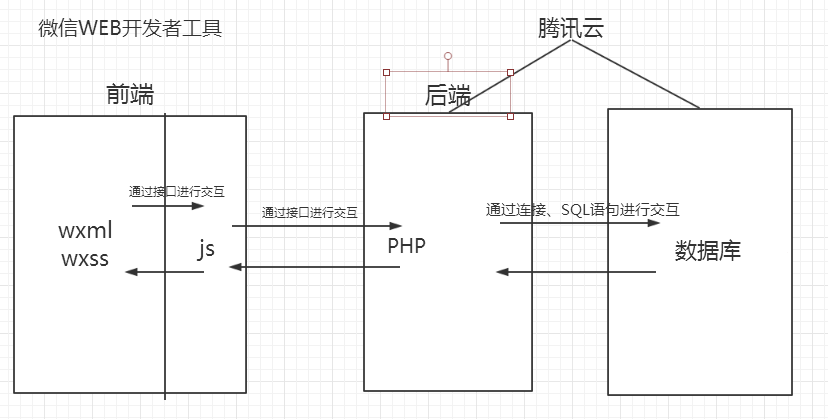 微信WEB开发者工具
腾讯云
前端
后端
通过接口进行交互
通过接口进行交互
通过连接、SQL语句进行交互
wxml
wxss
js
PHP
数据库